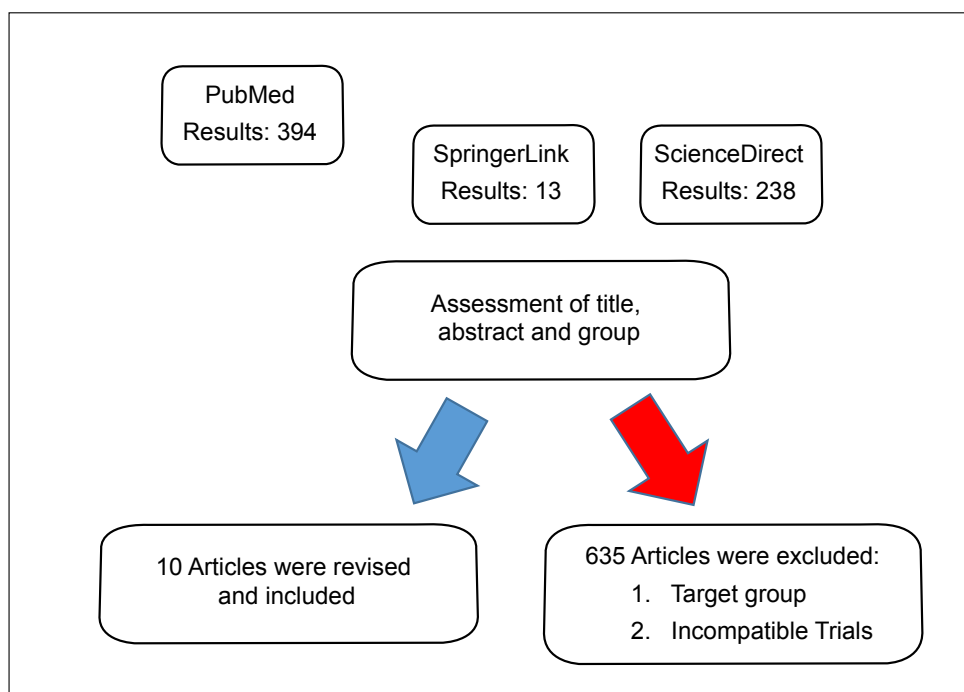 PubMed
Results: 394
SpringerLink
Results: 13
ScienceDirect
Results: 238
Assessment of title,
abstract and group
10 Articles were revised
and included
635 Articles were excluded:
1. Target group
2. Incompatible Trials